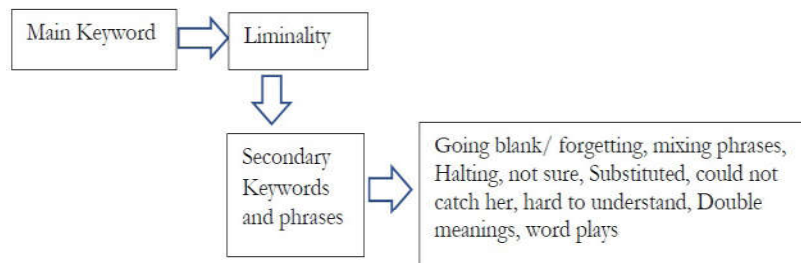 Main Keyword
Liminality
Secondary
Keywords
and phrases
Going blank/ forgetting, mixing phrases,
Halting, not sure, Substituted, could not
catch her, hard to understand, Double
meanings, word plays